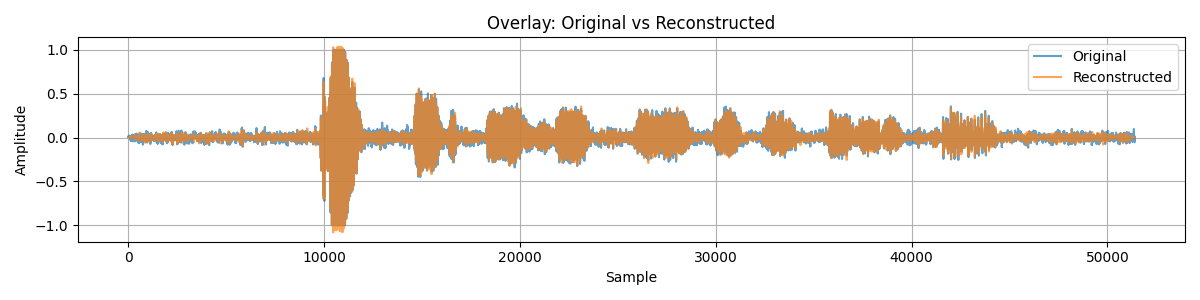 Overlay: Original vs Reconstructed
1.0
0.5
0.0
−0.5
−1.0
Amplitude
Original
Reconstructed
0
10000
20000
30000
40000
50000
Sample